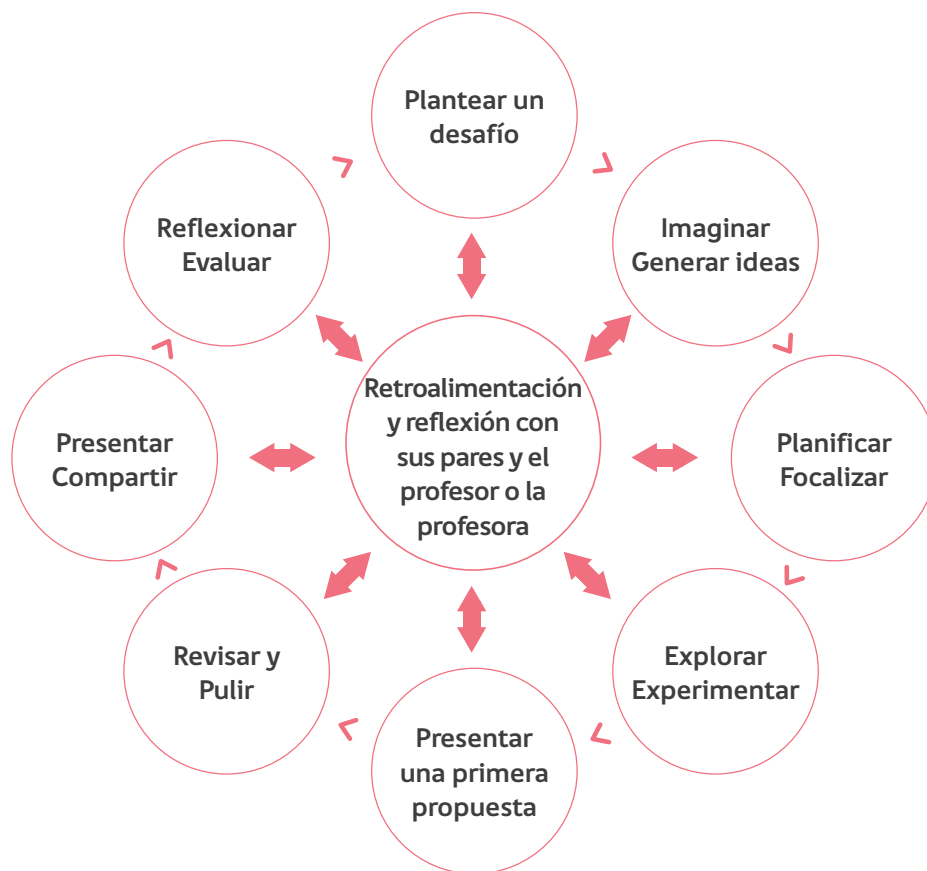 Plantear un
desafío
Imaginar
Generar ideas
Planificar
Focalizar
Explorar
Experimentar
Presentar
una primera
propuesta
Revisar y
Pulir
Presentar
Compartir
Reflexionar
Evaluar
Retroalimentación
y reflexión con
sus pares y el
profesor o la
profesora